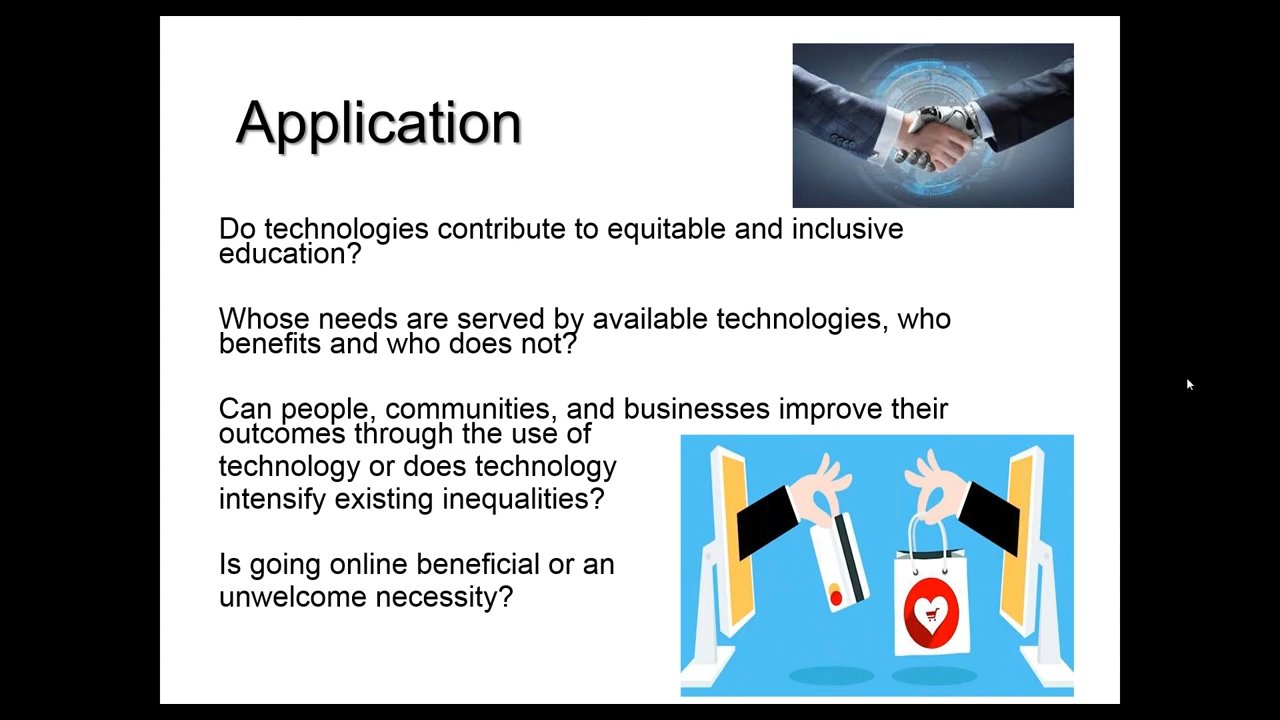 Application
Do technologies contribute to equitable and inclusive
education?
Whose needs are served by available technologies, who
benefits and who does not?
Can people, communities, and businesses improve their
outcomes through the use of
technology or does technology
intensify existing inequalities?
Is going online beneficial or an
unwelcome necessity?